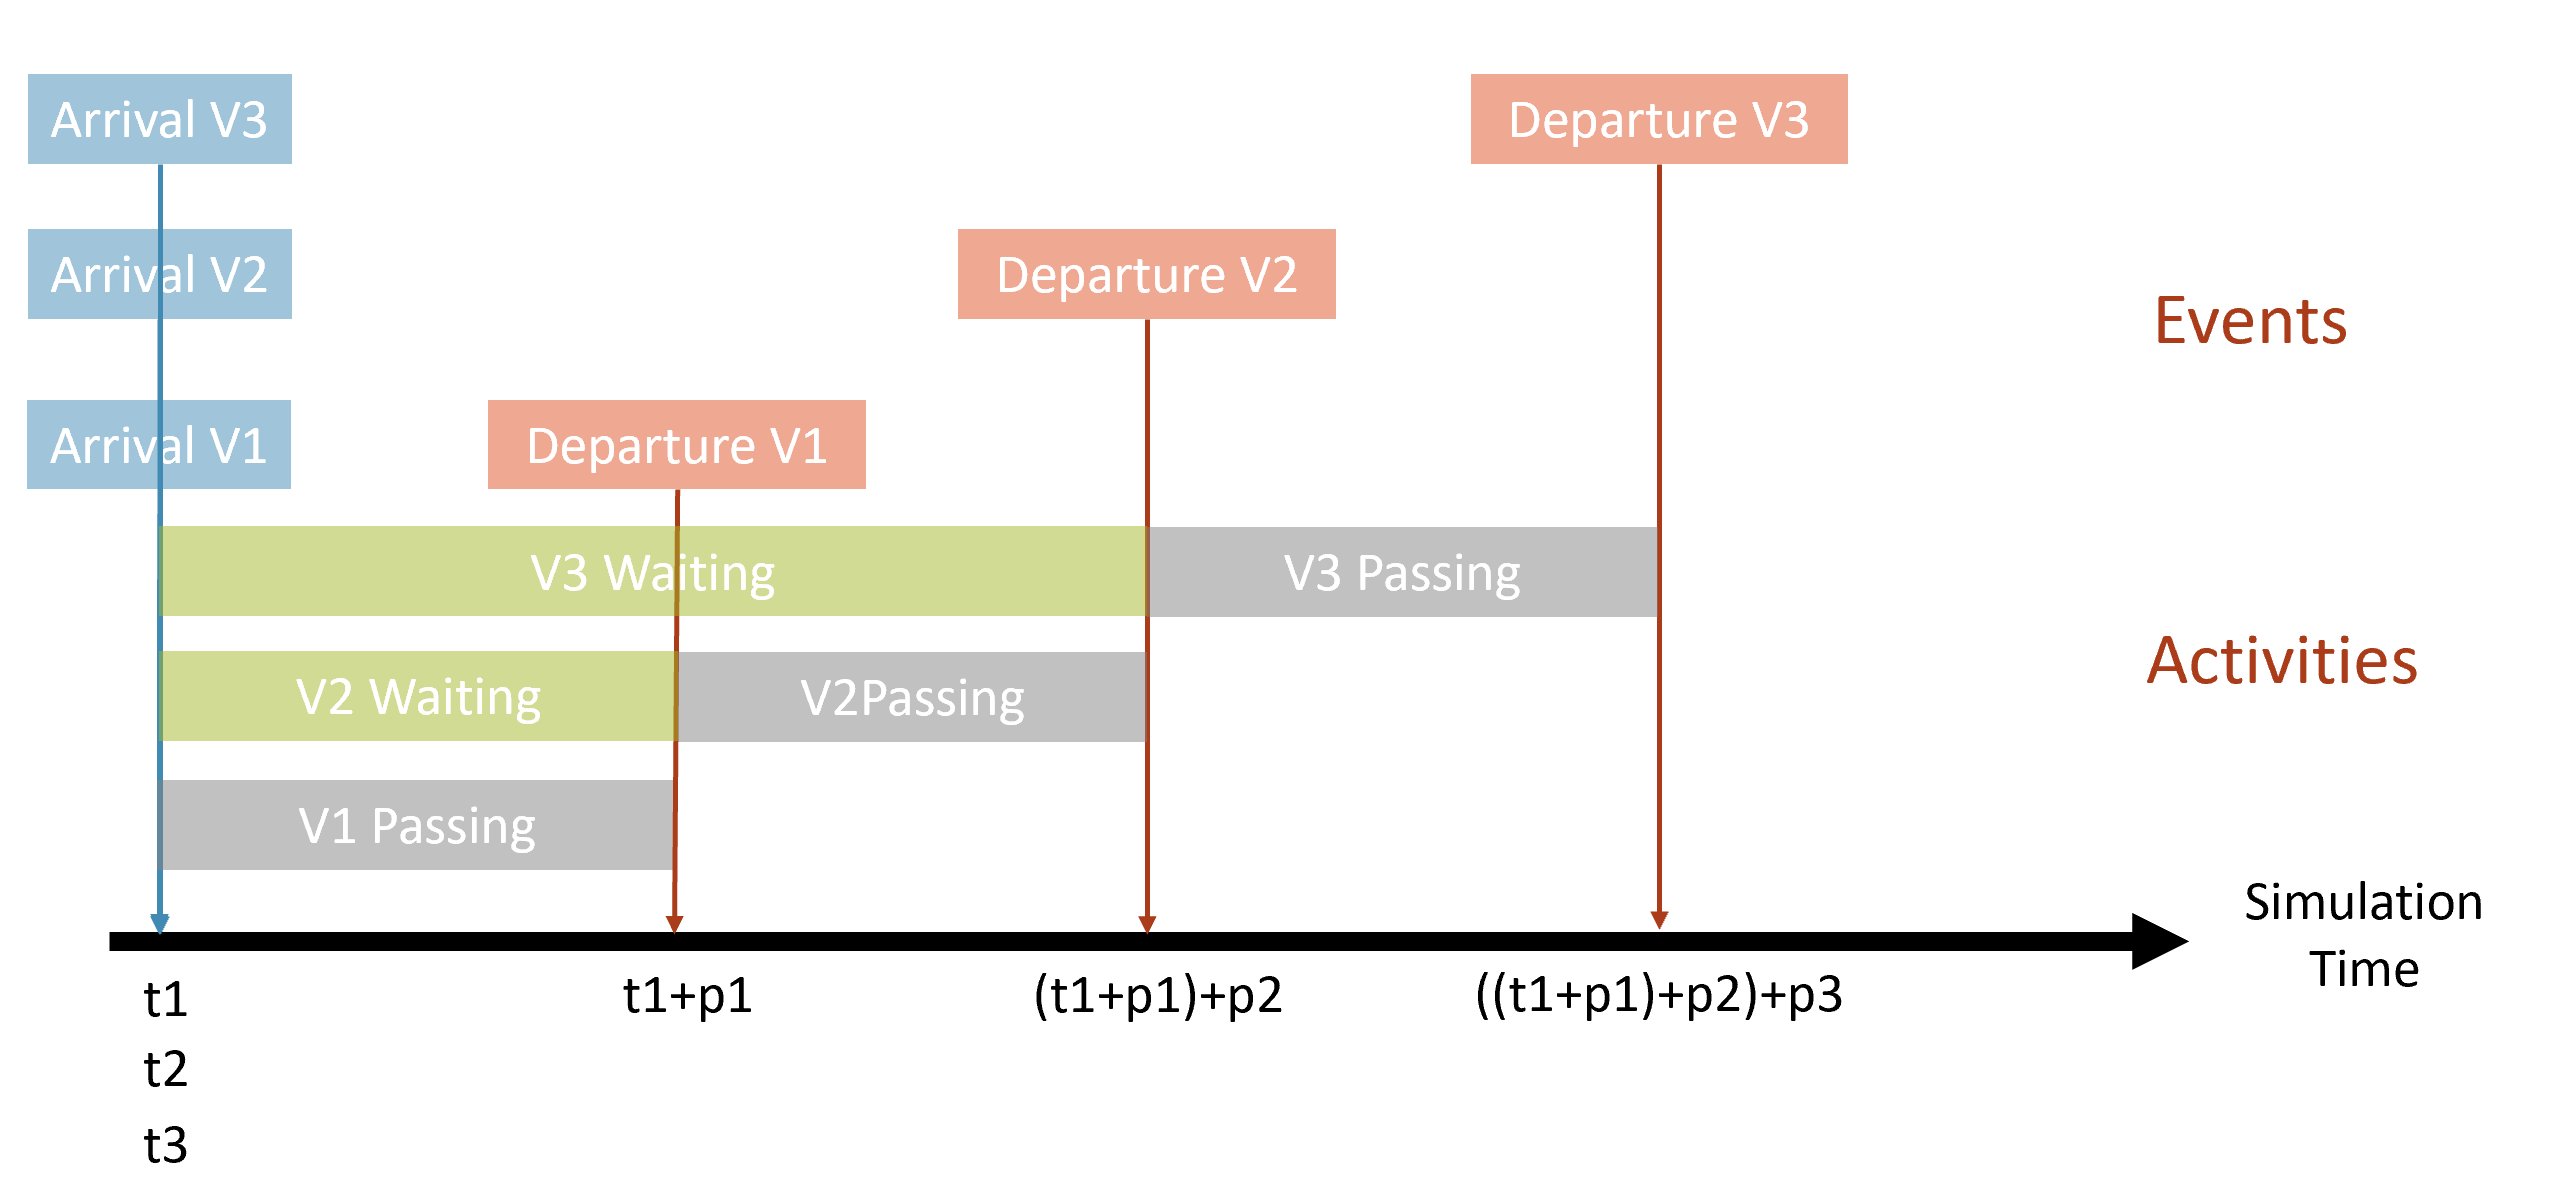 Arrival V3
Departure V3
Arrival V2
Departure V2
Events
Arrival V1
Departure V1
V3 Waiting
V3 Passing
Activities
V2 Waiting
V2Passing
V1 Passing
Simulation
Time
t1
t1+p1
(t1+p1)+p2
((t1+p1)+p2)+p3
t2
t3